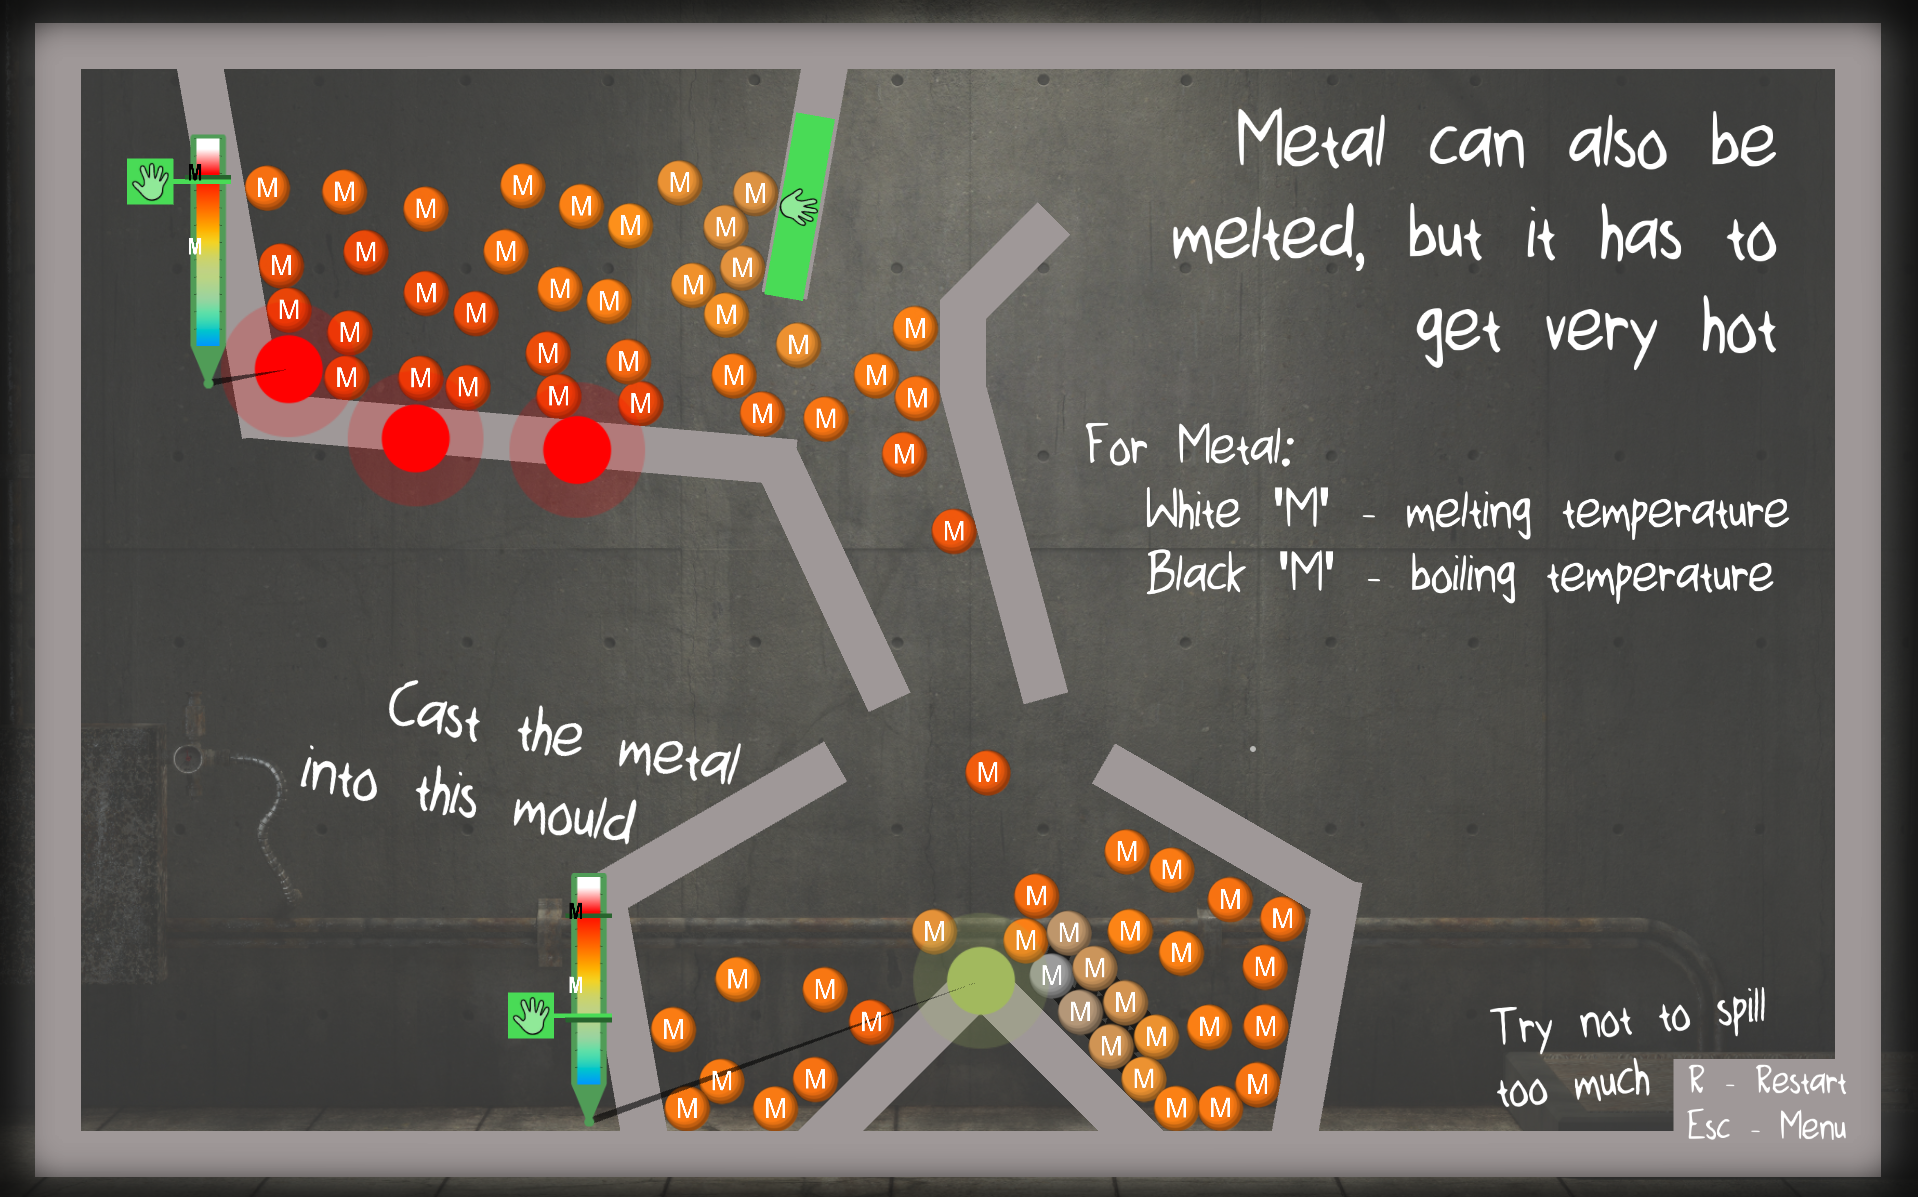 Metal can also be
melted, but it has to
get very hot
For Metal:
White "M" - melting temperature
Black "M" - boiling temperature
Cast the metal
into this mould
Try not to spill
too much
R - Restart
Esc - Menu